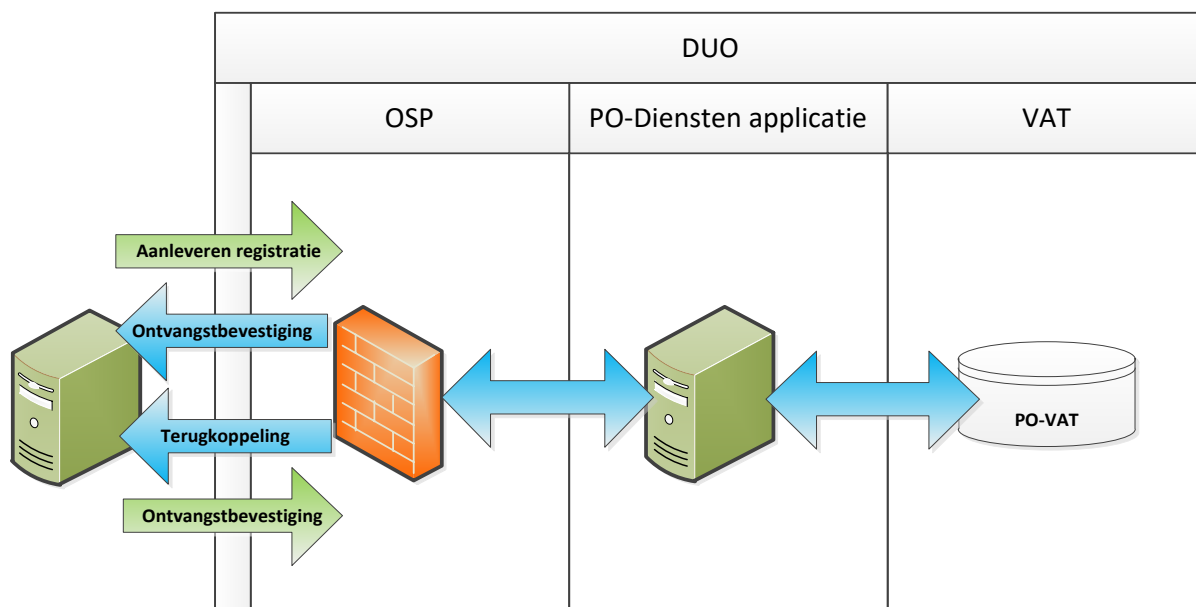 DUO
OSP
PO-Diensten applicatie
VAT
Aanleveren registratie
Ontvangstbevestiging
Terugkoppeling
Ontvangstbevestiging
PO-VAT